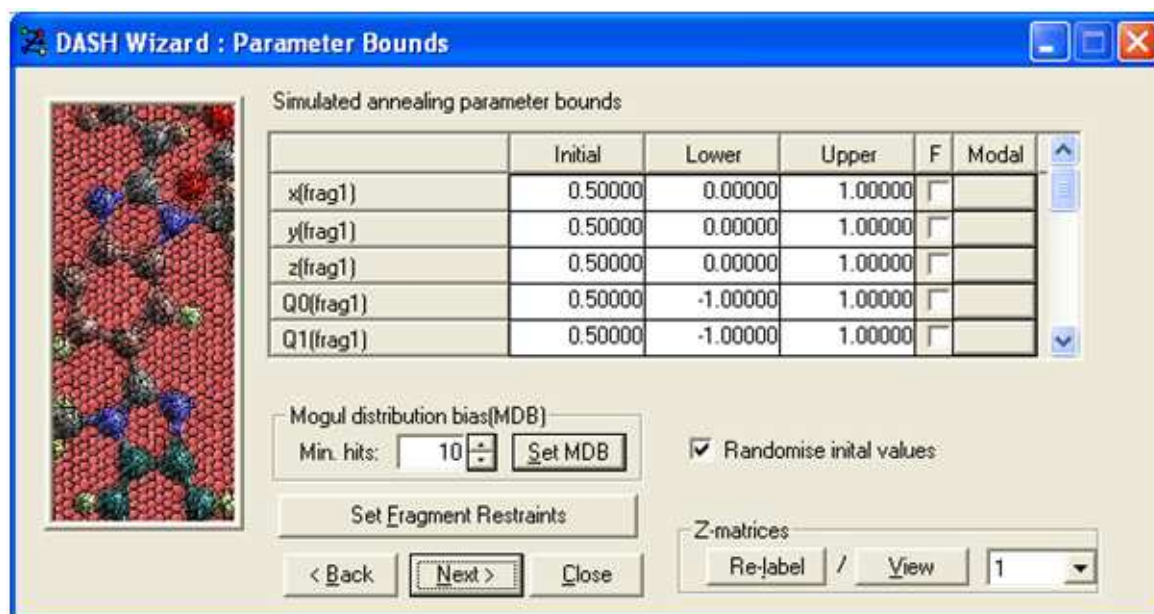 DASH Wizard : Parameter Bounds
Simulated annealing parameter bounds
Initial Lower Upper F Modal
x(frag1) 0.50000 0.00000 1.00000
y(frag1) 0.50000 0.00000 1.00000
z(frag1) 0.50000 0.00000 1.00000
Q0(frag1) 0.50000 -1.00000 1.00000
Q1(frag1) 0.50000 -1.00000 1.00000
Mogul distribution bias(MDB)
Min. hits: 10 Set MDB
Randomise inital values
Set Fragment Restraints
Z-matrices
< Back Next > Close
Re-label / View 1